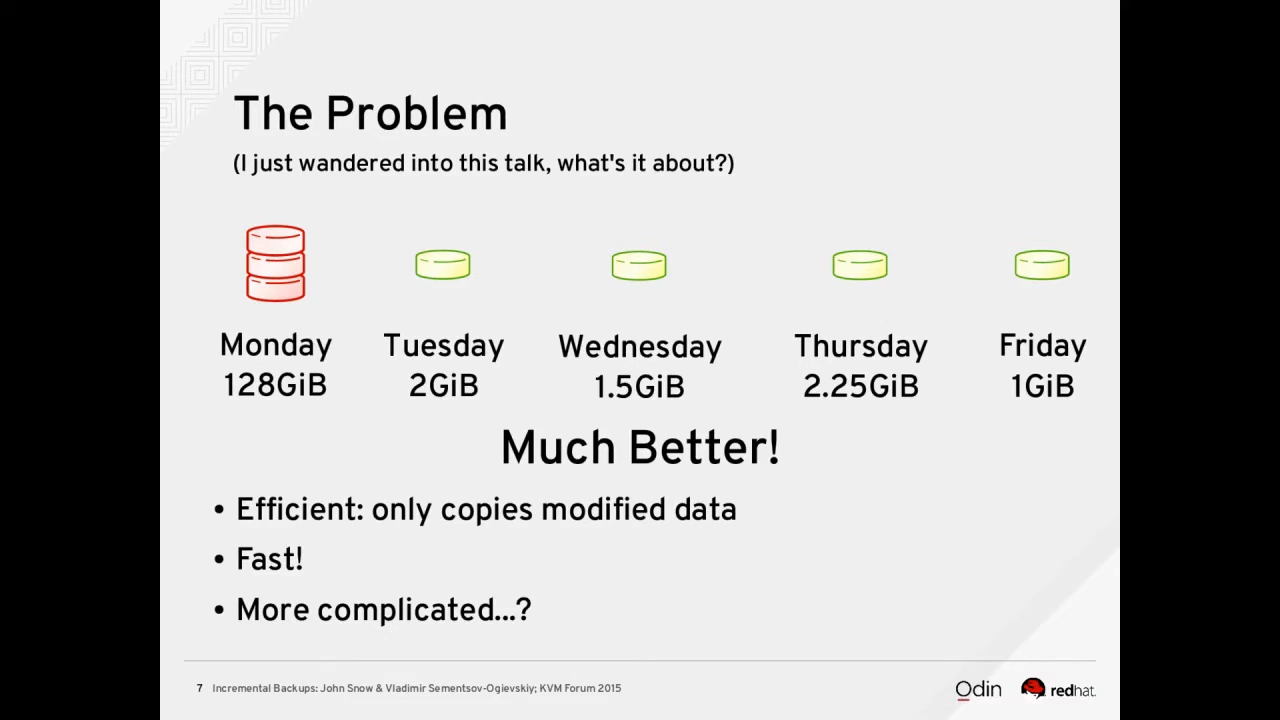 The Problem
(I just wandered into this talk, what's it about?)
Monday Tuesday Wednesday Thursday Friday
128GiB 2GiB 1.5GiB 2.25GiB 1GiB
Much Better!
• Efficient: only copies modified data
• Fast!
• More complicated...?
7 Incremental Backups: John Snow & Vladimir Sementsov-Ogievskiy; KVM Forum 2015
Odin redhat.